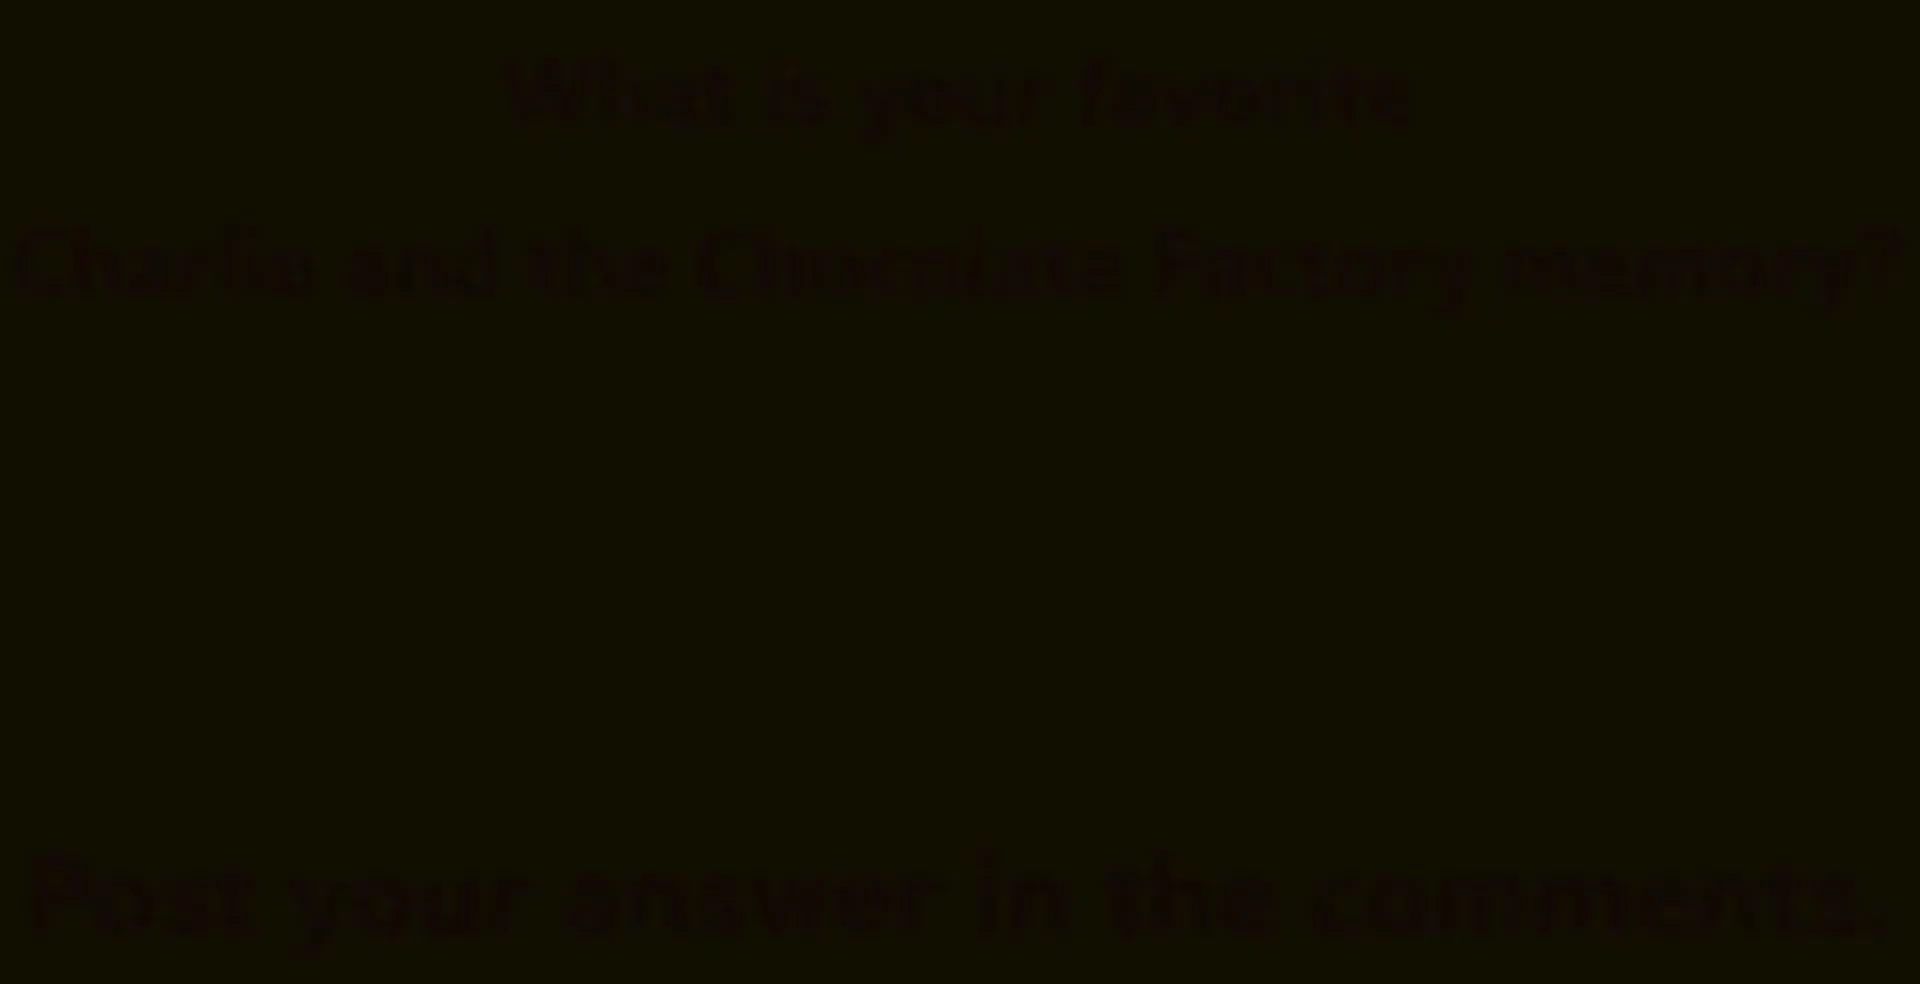 What is your favorite
Charlie and the Chocolate Factory memory?
Post your answer in the comments.